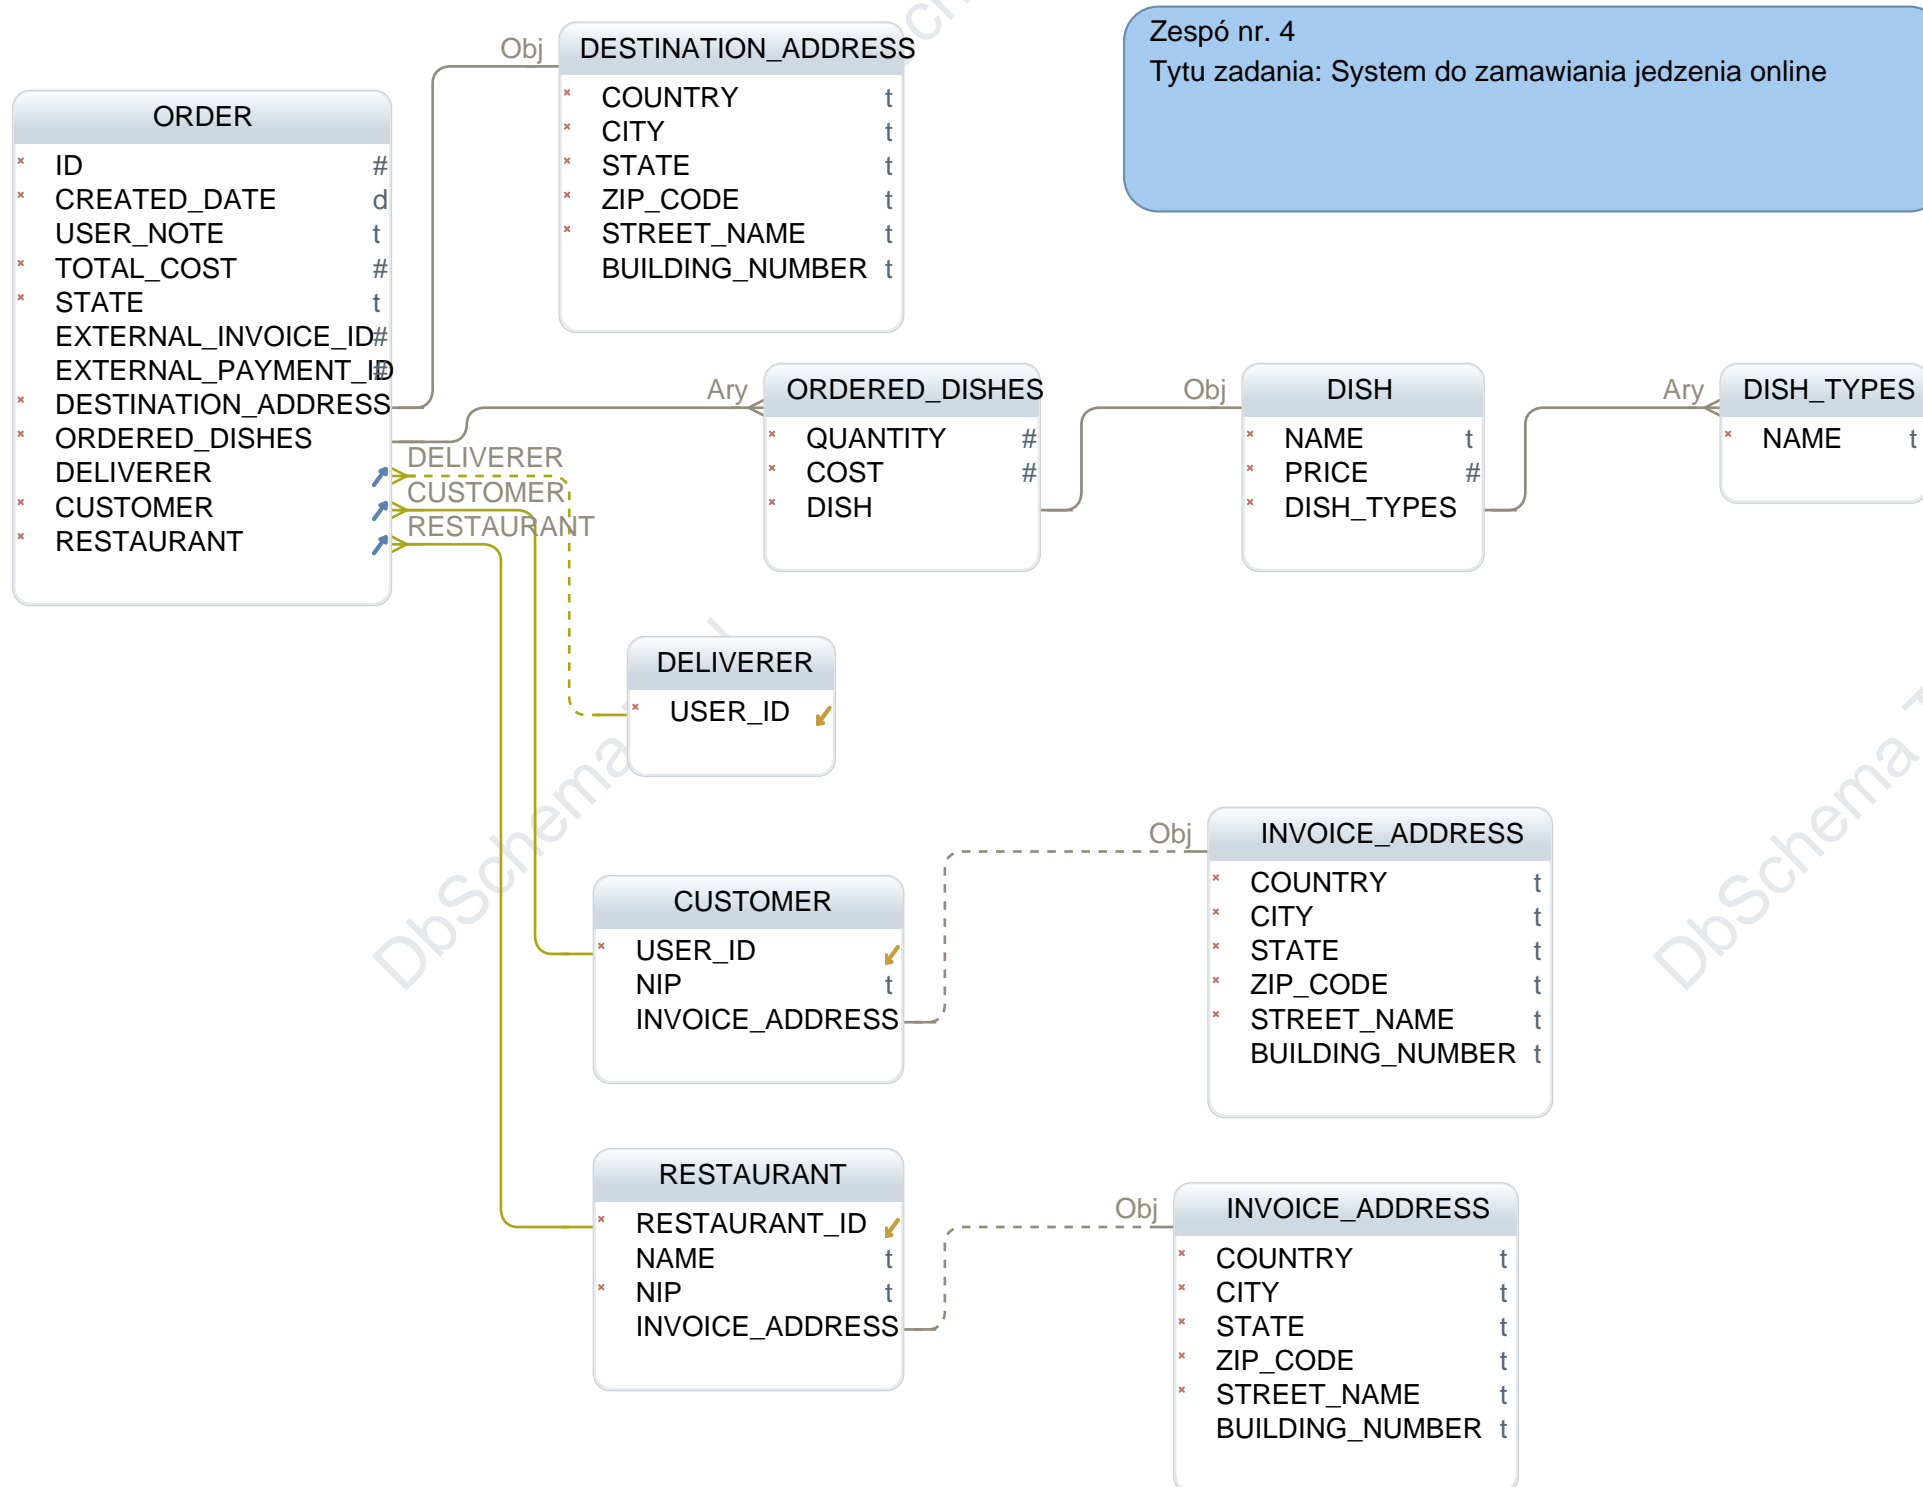 Zespó nr. 4
Tytu zadania: System do zamawiania jedzenia online
ORDER
ID #
CREATED_DATE d
USER_NOTE t
TOTAL_COST #
STATE t
EXTERNAL_INVOICE_ID #
EXTERNAL_PAYMENT_ID #
DESTINATION_ADDRESS
ORDERED_DISHES
DELIVERER
CUSTOMER
RESTAURANT
Obj
DESTINATION_ADDRESS
COUNTRY t
CITY t
STATE t
ZIP_CODE t
STREET_NAME t
BUILDING_NUMBER t
Ary
ORDERED_DISHES
QUANTITY #
COST #
DISH
Obj
DISH
NAME t
PRICE #
DISH_TYPES
Ary
DISH_TYPES
NAME t
DELIVERER
CUSTOMER
RESTAURANT
DELIVERER
USER_ID
CUSTOMER
USER_ID
NIP t
INVOICE_ADDRESS
Obj
INVOICE_ADDRESS
COUNTRY t
CITY t
STATE t
ZIP_CODE t
STREET_NAME t
BUILDING_NUMBER t
RESTAURANT
RESTAURANT_ID
NAME t
NIP t
INVOICE_ADDRESS
Obj
INVOICE_ADDRESS
COUNTRY t
CITY t
STATE t
ZIP_CODE t
STREET_NAME t
BUILDING_NUMBER t
DbSchema
DbSchema